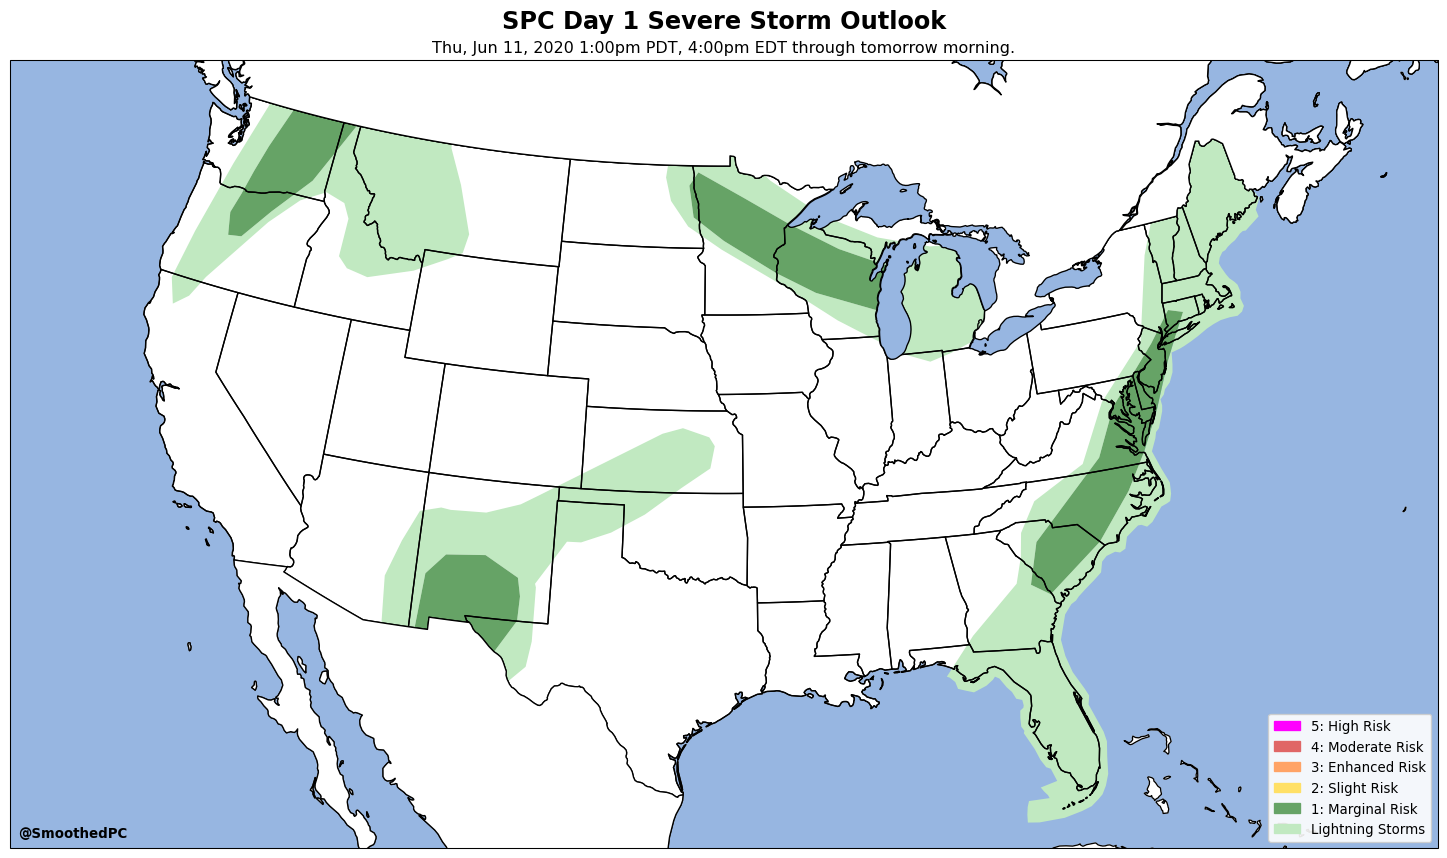 SPC Day 1 Severe Storm Outlook
Thu, Jun 11, 2020 1:00pm PDT, 4:00pm EDT through tomorrow morning.
5: High Risk
4: Moderate Risk
3: Enhanced Risk
2: Slight Risk
1: Marginal Risk
Lightning Storms
@SmoothedPC